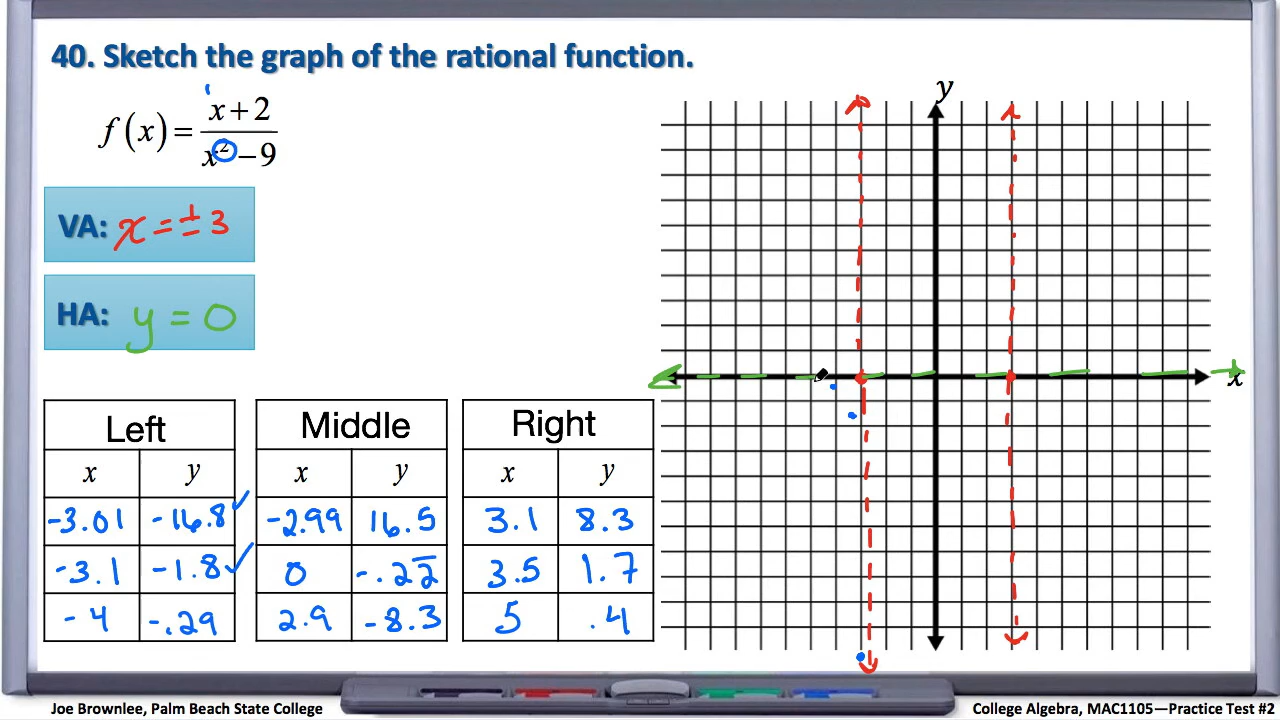 40. Sketch the graph of the rational function.
f(x) = (x + 2)/(x² − 9)
VA: x = ± 3
HA: y = 0
y
x
Left Middle Right
x y x y x y
-3.01 -16.8 ✓ -2.99 16.5 3.1 8.3
-3.1 -1.8 ✓ 0 -.22̅ 3.5 1.7
-4 -.29 2.9 -8.3 5 .4
Joe Brownlee, Palm Beach State College
College Algebra, MAC1105—Practice Test #2